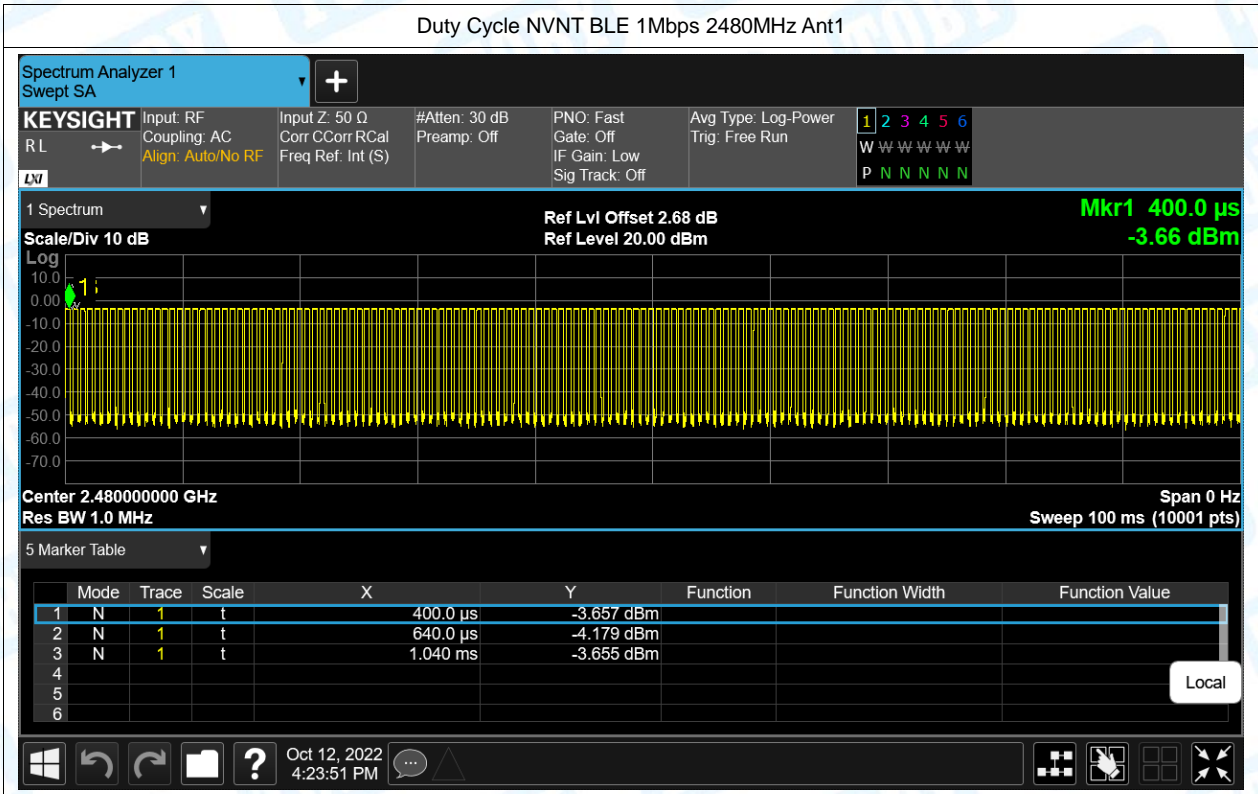 Duty Cycle NVNT BLE 1Mbps 2480MHz Ant1
Spectrum Analyzer 1
Swept SA
KEYSIGHT
R L
LXI
Input: RF
Coupling: AC
Align: Auto/No RF
Input Z: 50 Ω
Corr CCorr RCal
Freq Ref: Int (S)
#Atten: 30 dB
Preamp: Off
PNO: Fast
Gate: Off
IF Gain: Low
Sig Track: Off
Avg Type: Log-Power
Trig: Free Run
1 2 3 4 5 6
W W W W W W
P N N N N N
1 Spectrum
Scale/Div 10 dB
Ref Lvl Offset 2.68 dB
Ref Level 20.00 dBm
Mkr1 400.0 µs
-3.66 dBm
Log
10.0
0.00
-10.0
-20.0
-30.0
-40.0
-50.0
-60.0
-70.0
1
Center 2.480000000 GHz
Res BW 1.0 MHz
Span 0 Hz
Sweep 100 ms (10001 pts)
5 Marker Table
Mode Trace Scale X Y Function Function Width Function Value
1 N 1 t 400.0 µs -3.657 dBm
2 N 1 t 640.0 µs -4.179 dBm
3 N 1 t 1.040 ms -3.655 dBm
4
5
6
Local
?
Oct 12, 2022
4:23:51 PM